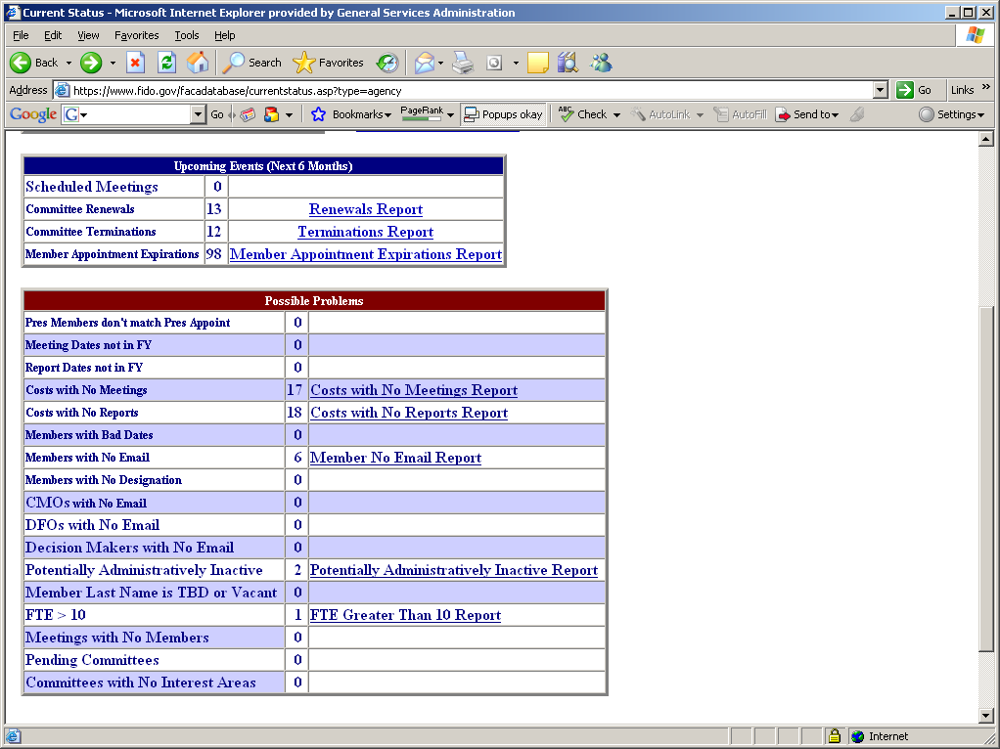 Current Status - Microsoft Internet Explorer provided by General Services Administration
File Edit View Favorites Tools Help
Back Search Favorites
Address https://www.fido.gov/facadatabase/currentstatus.asp?type=agency Go Links »
Google G Go Bookmarks PageRank Popups okay ABC Check AutoLink AutoFill Send to Settings
Upcoming Events (Next 6 Months)
Scheduled Meetings 0
Committee Renewals 13 Renewals Report
Committee Terminations 12 Terminations Report
Member Appointment Expirations 98 Member Appointment Expirations Report
Possible Problems
Pres Members don't match Pres Appoint 0
Meeting Dates not in FY 0
Report Dates not in FY 0
Costs with No Meetings 17 Costs with No Meetings Report
Costs with No Reports 18 Costs with No Reports Report
Members with Bad Dates 0
Members with No Email 6 Member No Email Report
Members with No Designation 0
CMOs with No Email 0
DFOs with No Email 0
Decision Makers with No Email 0
Potentially Administratively Inactive 2 Potentially Administratively Inactive Report
Member Last Name is TBD or Vacant 0
FTE > 10 1 FTE Greater Than 10 Report
Meetings with No Members 0
Pending Committees 0
Committees with No Interest Areas 0
Internet